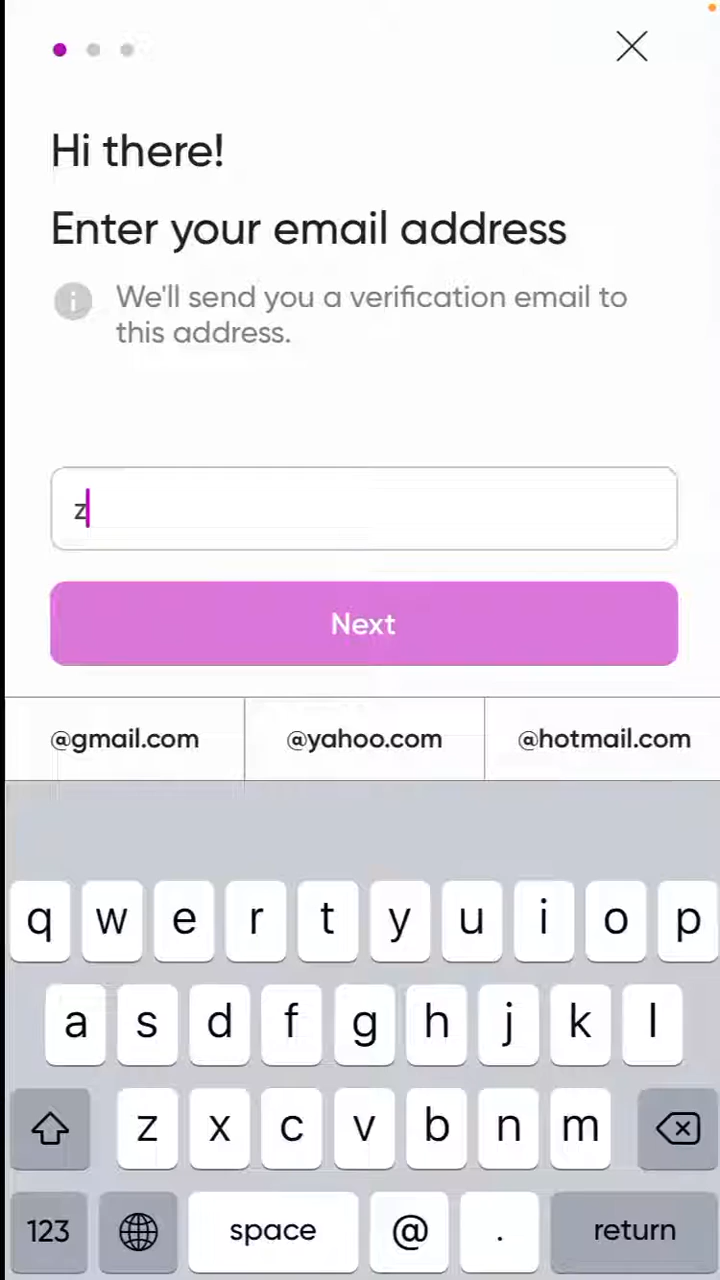 Hi there!
Enter your email address
We'll send you a verification email to
this address.
z
Next
@gmail.com @yahoo.com @hotmail.com
q w e r t y u i o p
a s d f g h j k l
z x c v b n m
123 space @ . return